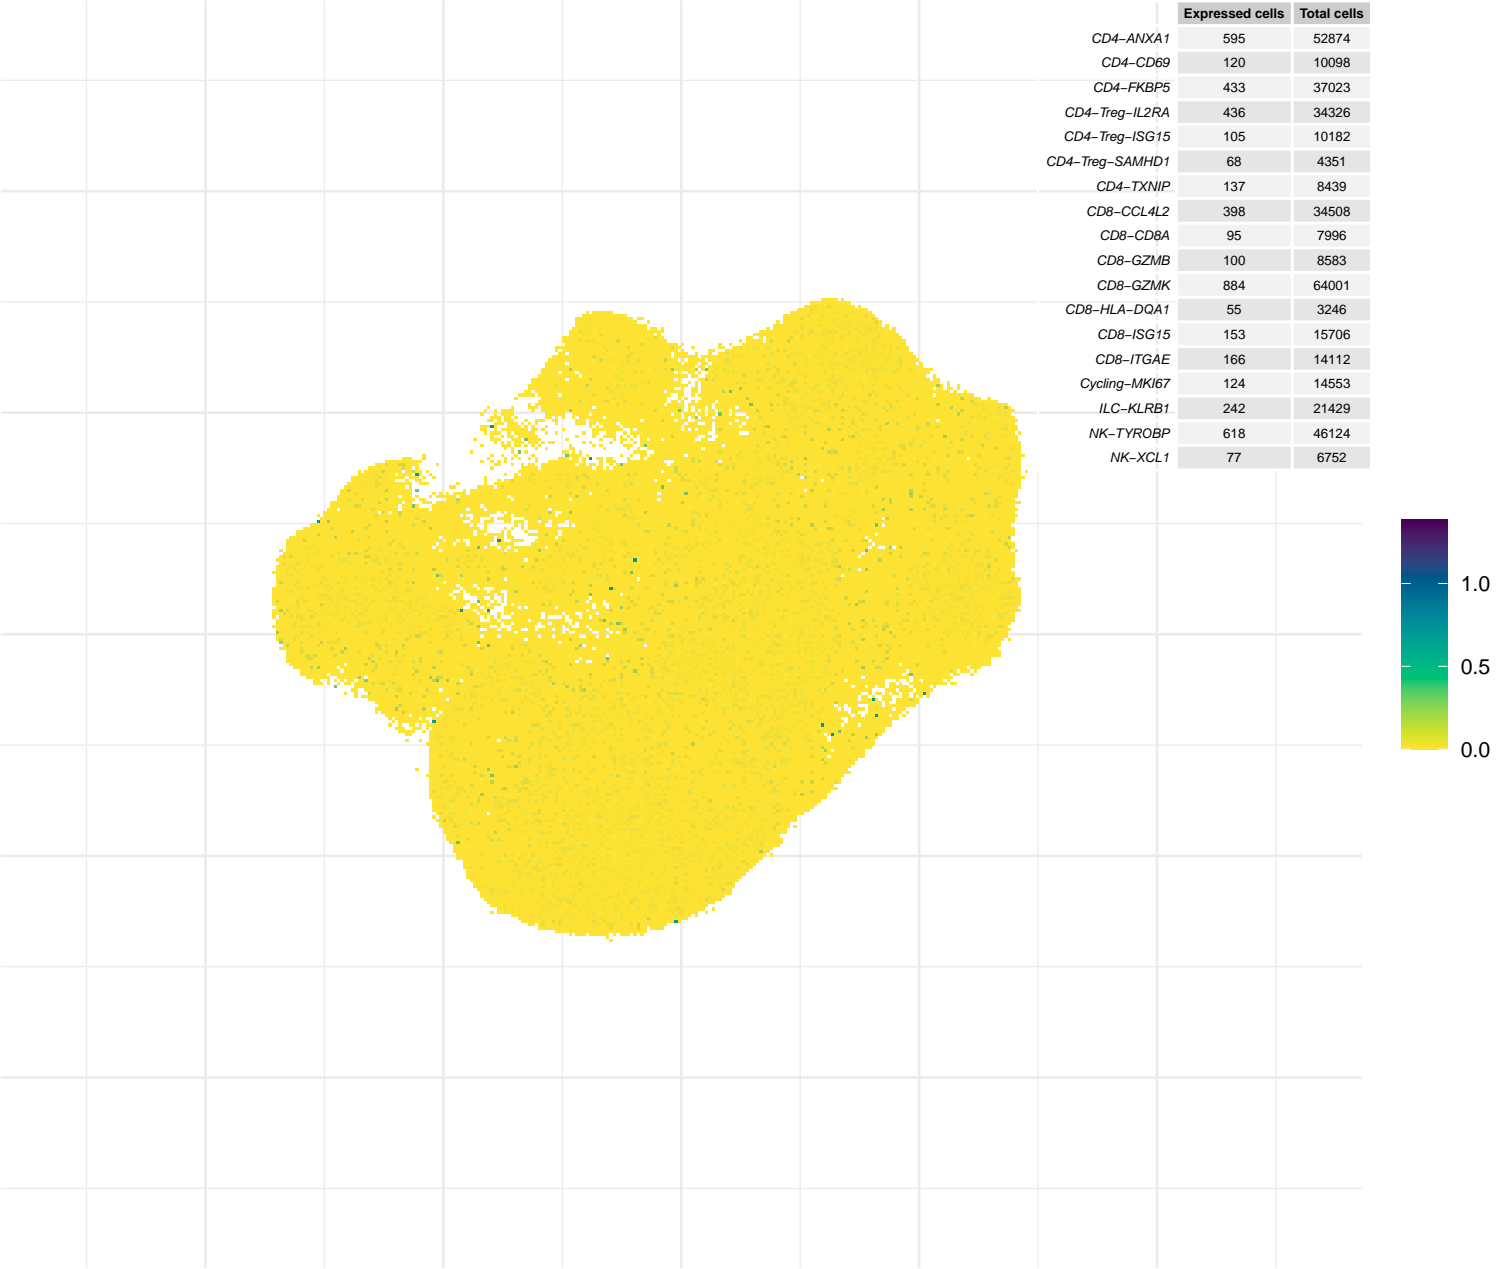 Expressed cells Total cells
CD4−ANXA1 595 52874
CD4−CD69 120 10098
CD4−FKBP5 433 37023
CD4−Treg−IL2RA 436 34326
CD4−Treg−ISG15 105 10182
CD4−Treg−SAMHD1 68 4351
CD4−TXNIP 137 8439
CD8−CCL4L2 398 34508
CD8−CD8A 95 7996
CD8−GZMB 100 8583
CD8−GZMK 884 64001
CD8−HLA−DQA1 55 3246
CD8−ISG15 153 15706
CD8−ITGAE 166 14112
Cycling−MKI67 124 14553
ILC−KLRB1 242 21429
NK−TYROBP 618 46124
NK−XCL1 77 6752
1.0
0.5
0.0